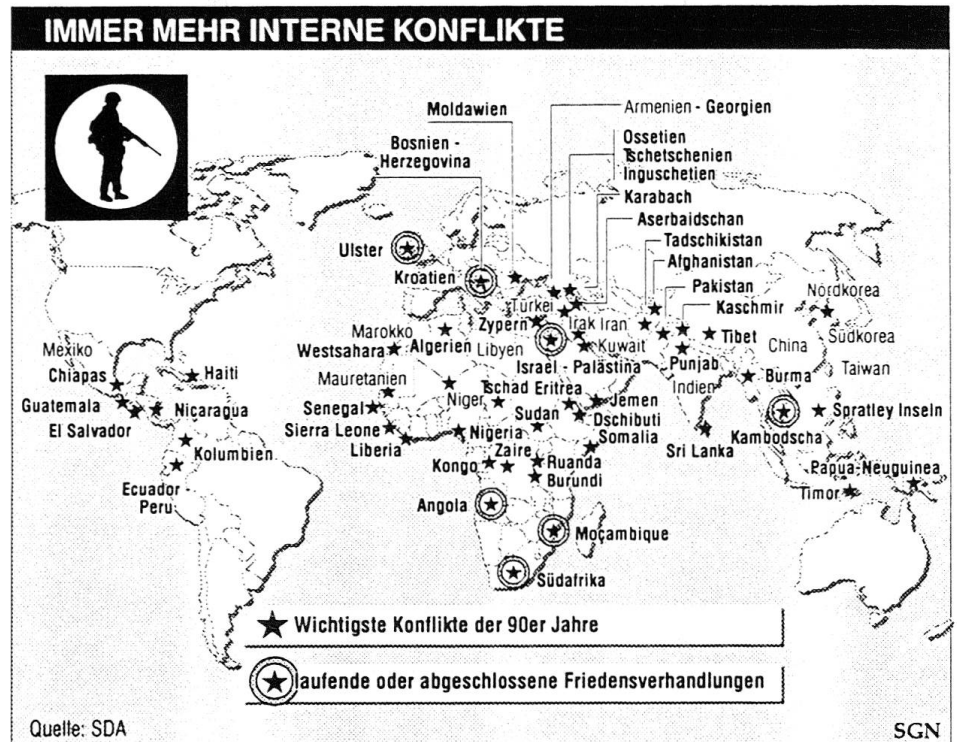 IMMER MEHR INTERNE KONFLIKTE
Moldawien
Armenien - Georgien
Bosnien -
Herzegovina
Ossetien
Tschetschenien
Inguschetien
Karabach
Aserbaidschan
Ulster
Tadschikistan
Afghanistan
Kroatien
Pakistan
Nordkorea
Kaschmir
Türkei
Marokko
Zypern
Irak Iran
Tibet
Südkorea
Mexiko
Westsahara
Algerien
Libyen
Kuwait
China
Chiapas
Haiti
Israel - Palästina
Punjab
Burma
Taiwan
Mauretanien
Tschad
Eritrea
Indien
Niger
Jemen
Guatemala
Nicaragua
Senegal
Sudan
Dschibuti
Spratley Inseln
El Salvador
Sierra Leone
Nigeria
Somalia
Kambodscha
Liberia
Zaire
Sri Lanka
Kolumbien
Kongo
Ruanda
Papua-Neuguinea
Burundi
Timor
Ecuador
Peru
Angola
Moçambique
Südafrika
Wichtigste Konflikte der 90er Jahre
laufende oder abgeschlossene Friedensverhandlungen
Quelle: SDA
SGN